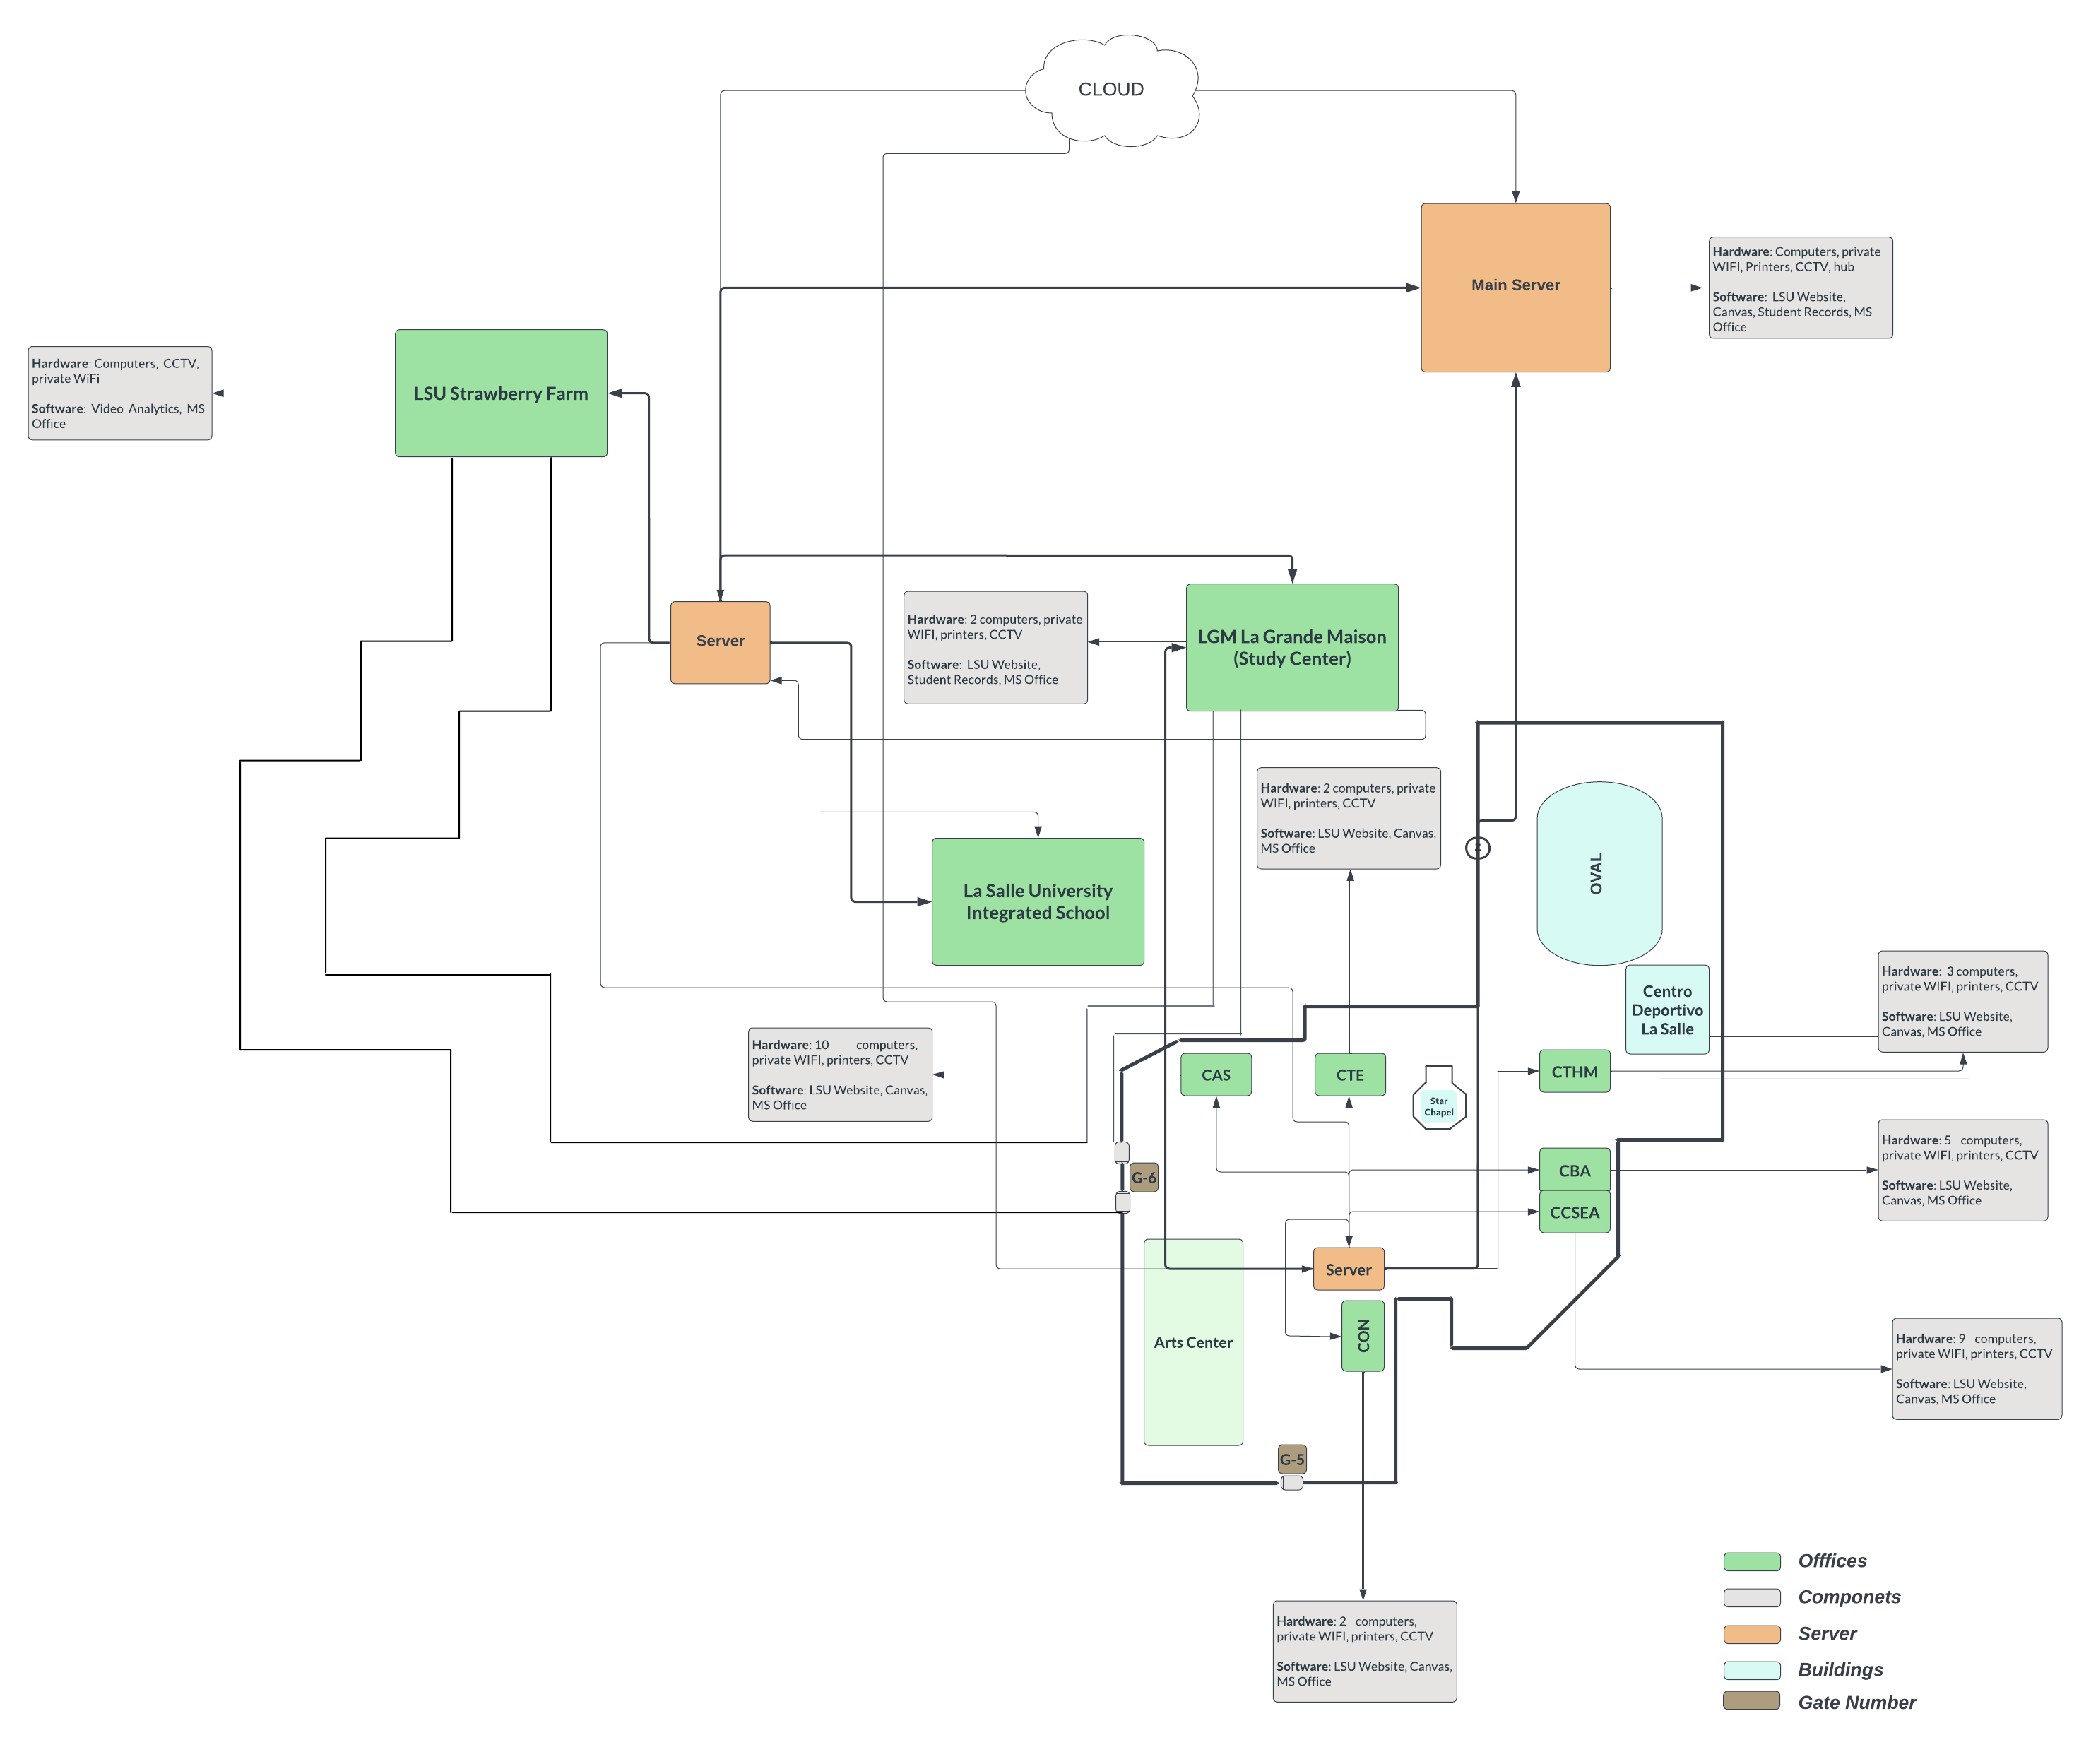 CLOUD
Main Server
Hardware: Computers, private
WIFI, Printers, CCTV, hub
Software: LSU Website,
Canvas, Student Records, MS
Office
LSU Strawberry Farm
Hardware: Computers, CCTV,
private WiFi
Software: Video Analytics, MS
Office
Server
Hardware: 2 computers, private
WIFI, printers, CCTV
Software: LSU Website,
Student Records, MS Office
LGM La Grande Maison
(Study Center)
Hardware: 2 computers, private
WIFI, printers, CCTV
Software: LSU Website, Canvas,
MS Office
La Salle University
Integrated School
OVAL
Centro
Deportivo
La Salle
Hardware: 3 computers,
private WIFI, printers, CCTV
Software: LSU Website,
Canvas, MS Office
Hardware: 10 computers,
private WIFI, printers, CCTV
Software: LSU Website, Canvas,
MS Office
CAS
CTE
Star
Chapel
CTHM
G-6
CBA
CCSEA
Hardware: 5 computers,
private WIFI, printers, CCTV
Software: LSU Website,
Canvas, MS Office
Server
Arts Center
CON
Hardware: 9 computers,
private WIFI, printers, CCTV
Software: LSU Website,
Canvas, MS Office
G-5
Hardware: 2 computers,
private WIFI, printers, CCTV
Software: LSU Website, Canvas,
MS Office
Offfices
Componets
Server
Buildings
Gate Number